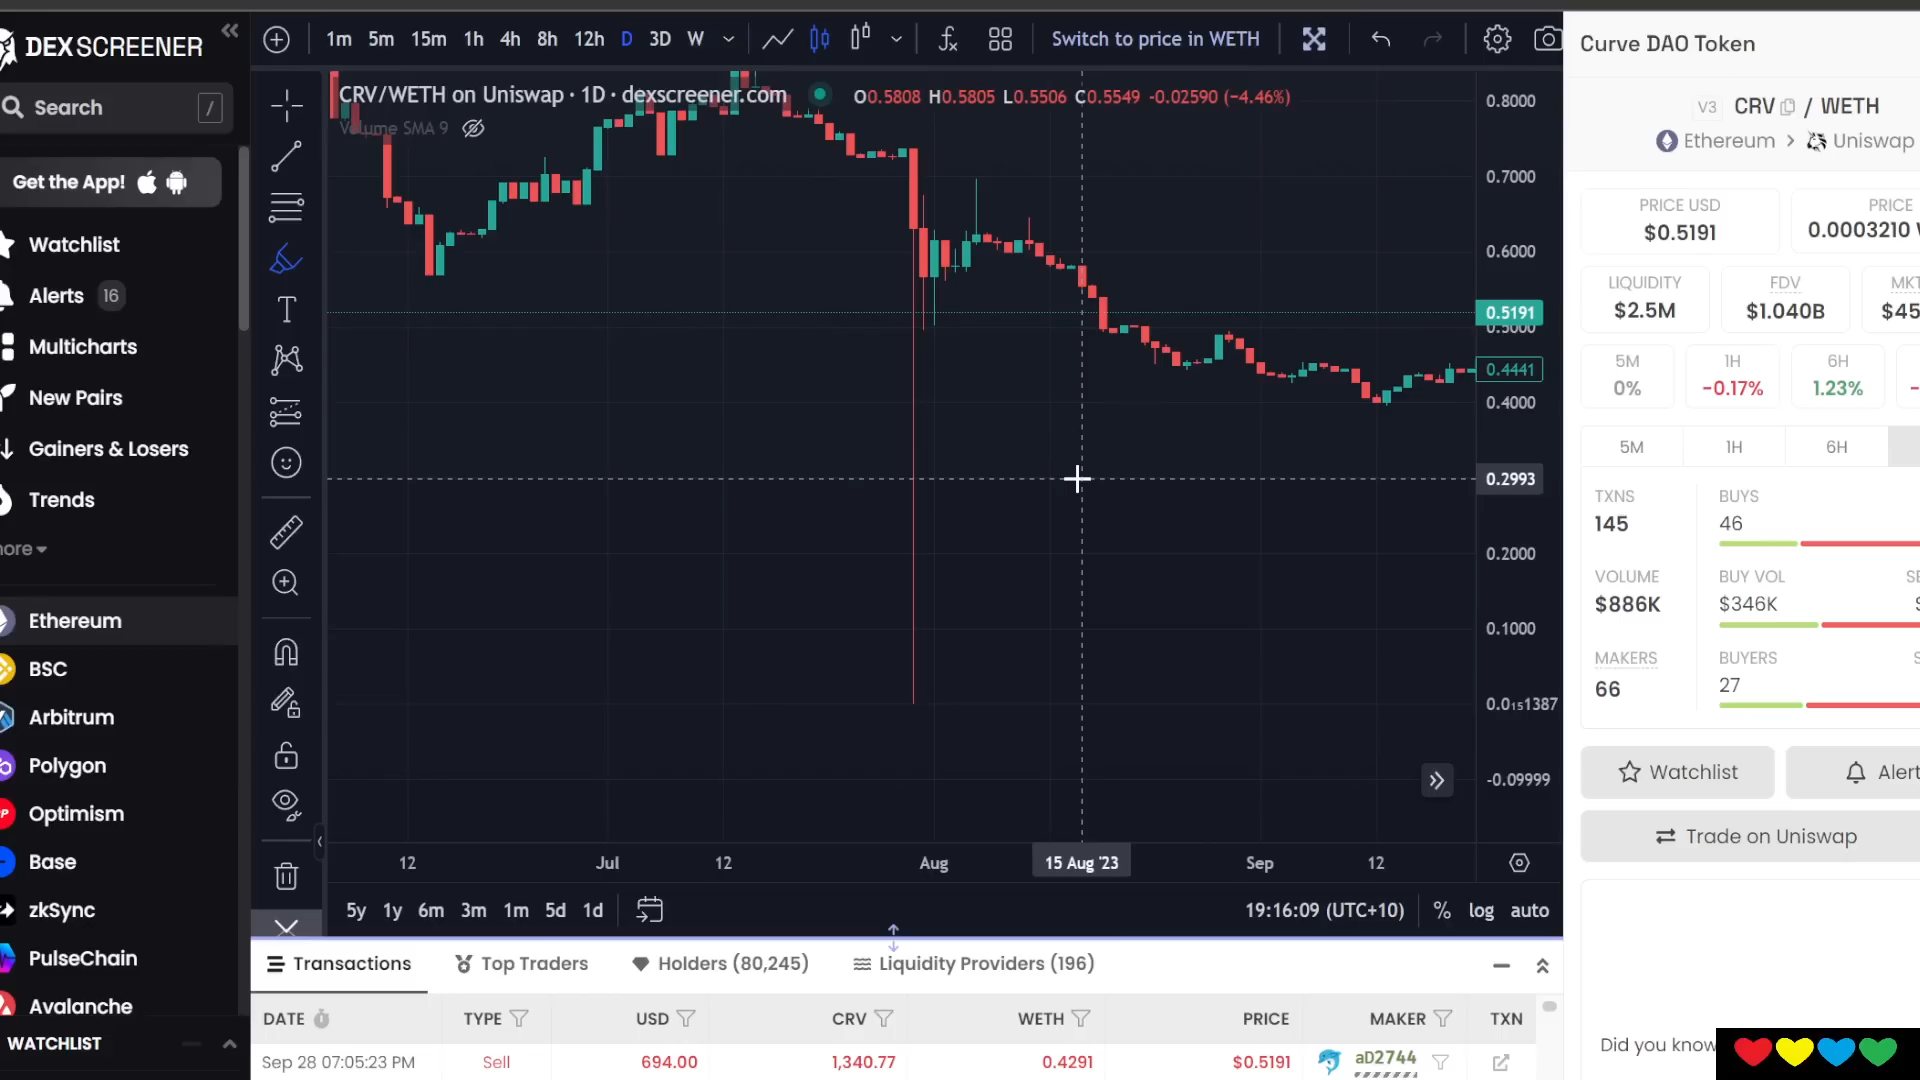 DEX SCREENER
Search /
Get the App!
Watchlist
Alerts 16
Multicharts
New Pairs
Gainers & Losers
Trends
Ethereum
BSC
Arbitrum
Polygon
Optimism
Base
zkSync
PulseChain
Avalanche
WATCHLIST
1m 5m 15m 1h 4h 8h 12h D 3D W
Switch to price in WETH
CRV/WETH on Uniswap · 1D · dexscreener.com O0.5808 H0.5805 L0.5506 C0.5549 -0.02590 (−4.46%)
Volume SMA 9
0.8000
0.7000
0.6000
0.5191
0.5000
0.4441
0.4000
0.2993
0.2000
0.1000
0.0₁₅1387
-0.09999
12 Jul 12 Aug 15 Aug '23 Sep 12
5y 1y 6m 3m 1m 5d 1d 19:16:09 (UTC+10) % log auto
Transactions Top Traders Holders (80,245) Liquidity Providers (196)
DATE TYPE USD CRV WETH PRICE MAKER TXN
Sep 28 07:05:23 PM Sell 694.00 1,340.77 0.4291 $0.5191 aD2744
Curve DAO Token
V3 CRV / WETH
Ethereum > Uniswap
PRICE USD PRICE
$0.5191 0.0003210
LIQUIDITY FDV
$2.5M $1.040B
5M 1H 6H
0% -0.17% 1.23%
5M 1H 6H
TXNS BUYS
145 46
VOLUME BUY VOL
$886K $346K
MAKERS BUYERS
66 27
Watchlist Alert
Trade on Uniswap
Did you know